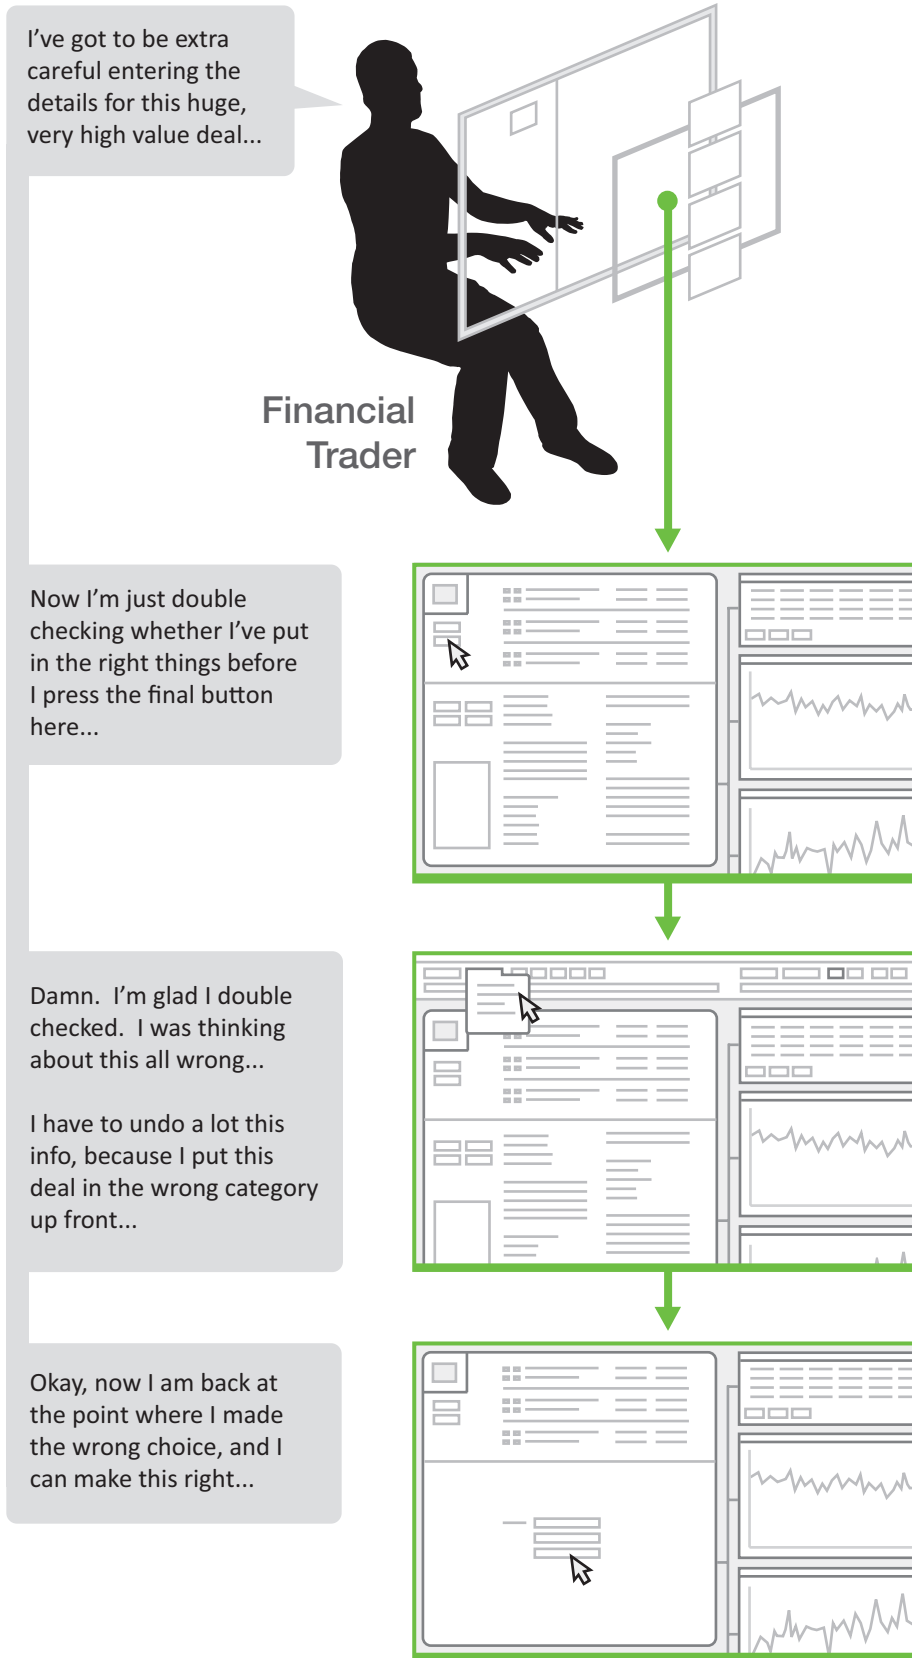 I've got to be extra
careful entering the
details for this huge,
very high value deal...
Financial
Trader
Now I'm just double
checking whether I've put
in the right things before
I press the final button
here...
Damn.  I'm glad I double
checked.  I was thinking
about this all wrong...
I have to undo a lot this
info, because I put this
deal in the wrong category
up front...
Okay, now I am back at
the point where I made
the wrong choice, and I
can make this right...